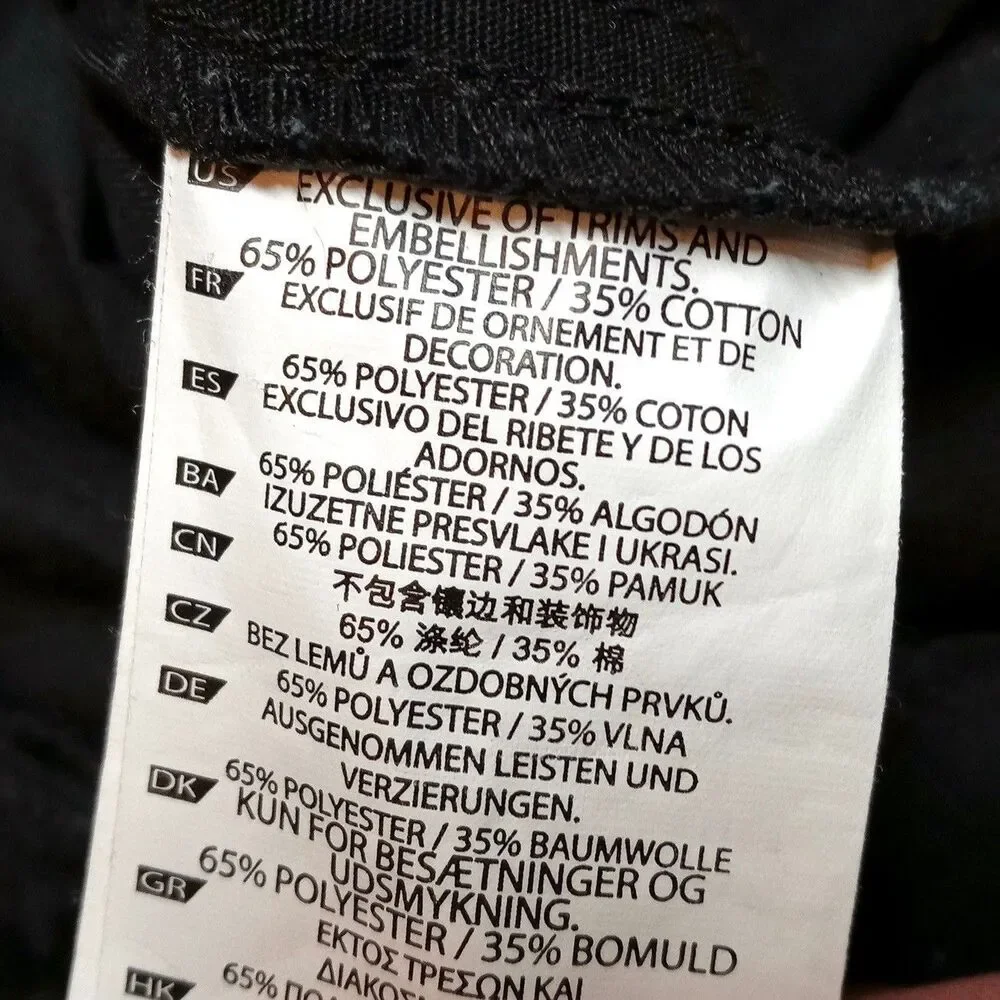 US EXCLUSIVE OF TRIMS AND
EMBELLISHMENTS.
65% POLYESTER / 35% COTTON
FR EXCLUSIF DE ORNEMENT ET DE
DECORATION.
65% POLYESTER / 35% COTON
ES EXCLUSIVO DEL RIBETE Y DE LOS
ADORNOS.
65% POLIÉSTER / 35% ALGODÓN
BA IZUZETNE PRESVLAKE I UKRASI.
65% POLIESTER / 35% PAMUK
CN 不包含镶边和装饰物
65% 涤纶 / 35% 棉
CZ BEZ LEMŮ A OZDOBNÝCH PRVKŮ.
65% POLYESTER / 35% VLNA
DE AUSGENOMMEN LEISTEN UND
VERZIERUNGEN.
65% POLYESTER / 35% BAUMWOLLE
DK KUN FOR BESÆTNINGER OG
UDSMYKNING.
65% POLYESTER / 35% BOMULD
GR ΕΚΤΟΣ ΤΡΕΣΩΝ ΚΑΙ
HK 65%